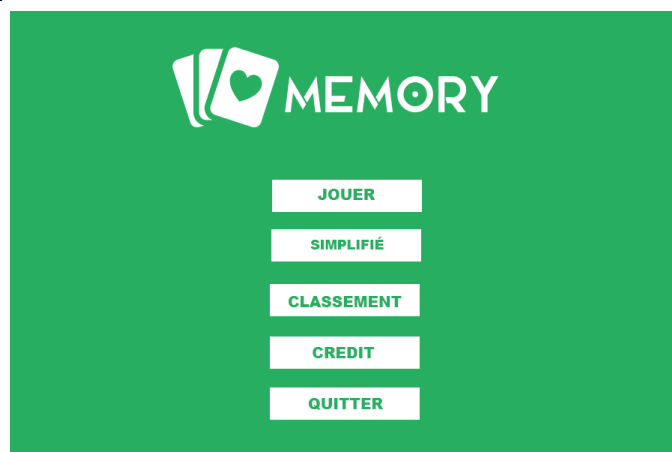 MEMORY
JOUER
SIMPLIFIÉ
CLASSEMENT
CREDIT
QUITTER